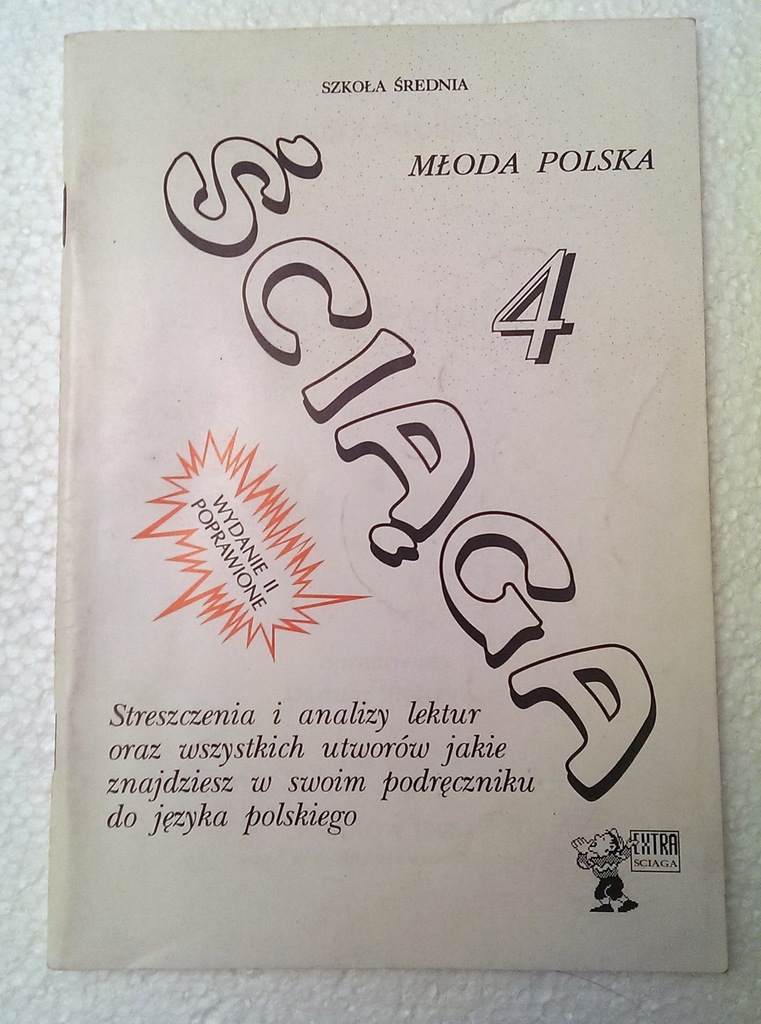 SZKOŁA ŚREDNIA
MŁODA POLSKA
4
ŚCIĄGA
WYDANIE II
POPRAWIONE
Streszczenia i analizy lektur
oraz wszystkich utworów jakie
znajdziesz w swoim podręczniku
do języka polskiego
EXTRA
ŚCIĄGA